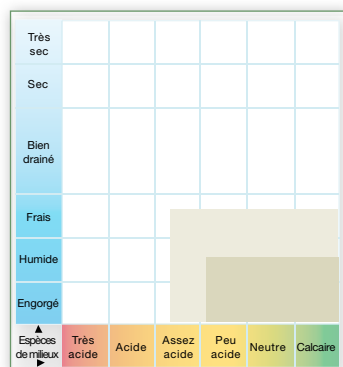 Très
sec
Sec
Bien
drainé
Frais
Humide
Engorgé
Espèces
de milieux
Très
acide
Acide
Assez
acide
Peu
acide
Neutre
Calcaire